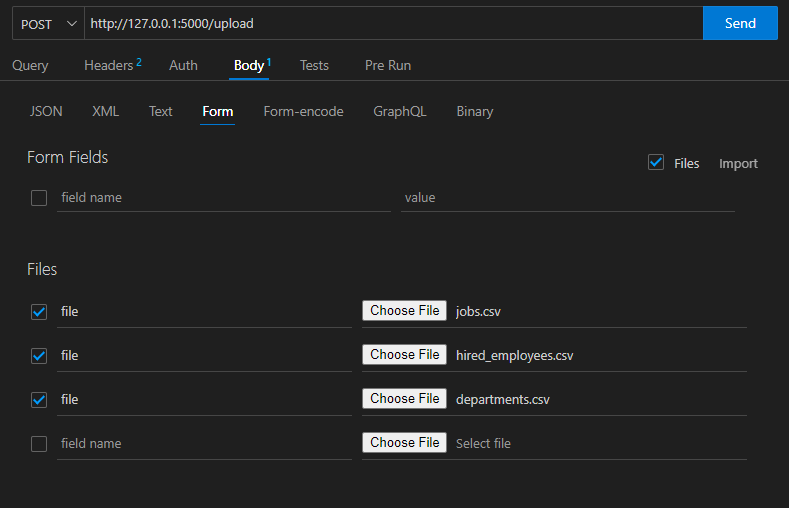 POST http://127.0.0.1:5000/upload Send
Query Headers 2 Auth Body 1 Tests Pre Run
JSON XML Text Form Form-encode GraphQL Binary
Form Fields Files Import
field name value
Files
file Choose File jobs.csv
file Choose File hired_employees.csv
file Choose File departments.csv
field name Choose File Select file